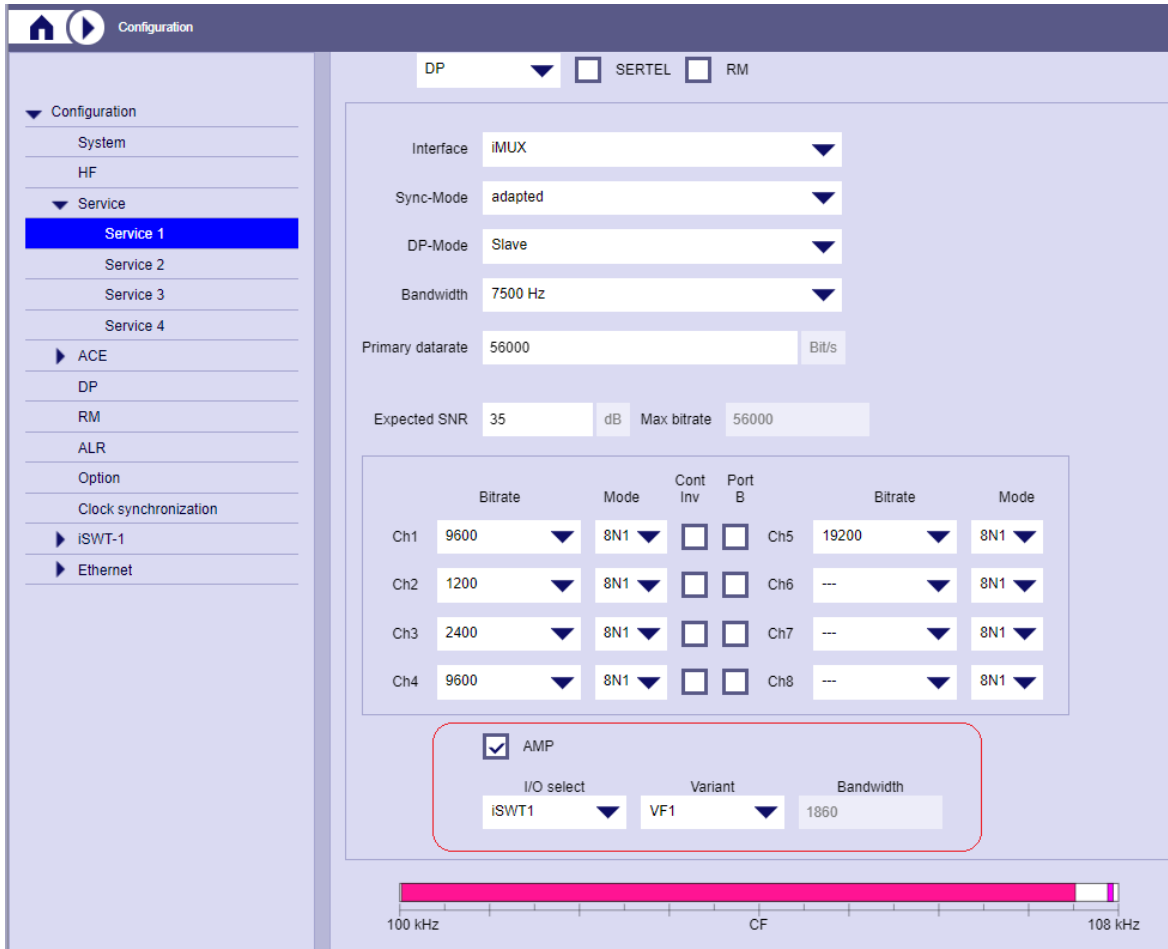 Configuration
DP SERTEL RM
Configuration
System
HF
Service
Service 1
Service 2
Service 3
Service 4
ACE
DP
RM
ALR
Option
Clock synchronization
iSWT-1
Ethernet
Interface iMUX
Sync-Mode adapted
DP-Mode Slave
Bandwidth 7500 Hz
Primary datarate 56000 Bit/s
Expected SNR 35 dB Max bitrate 56000
Cont Port
Bitrate Mode Inv B Bitrate Mode
Ch1 9600 8N1 Ch5 19200 8N1
Ch2 1200 8N1 Ch6 --- 8N1
Ch3 2400 8N1 Ch7 --- 8N1
Ch4 9600 8N1 Ch8 --- 8N1
AMP
I/O select Variant Bandwidth
iSWT1 VF1 1860
100 kHz CF 108 kHz